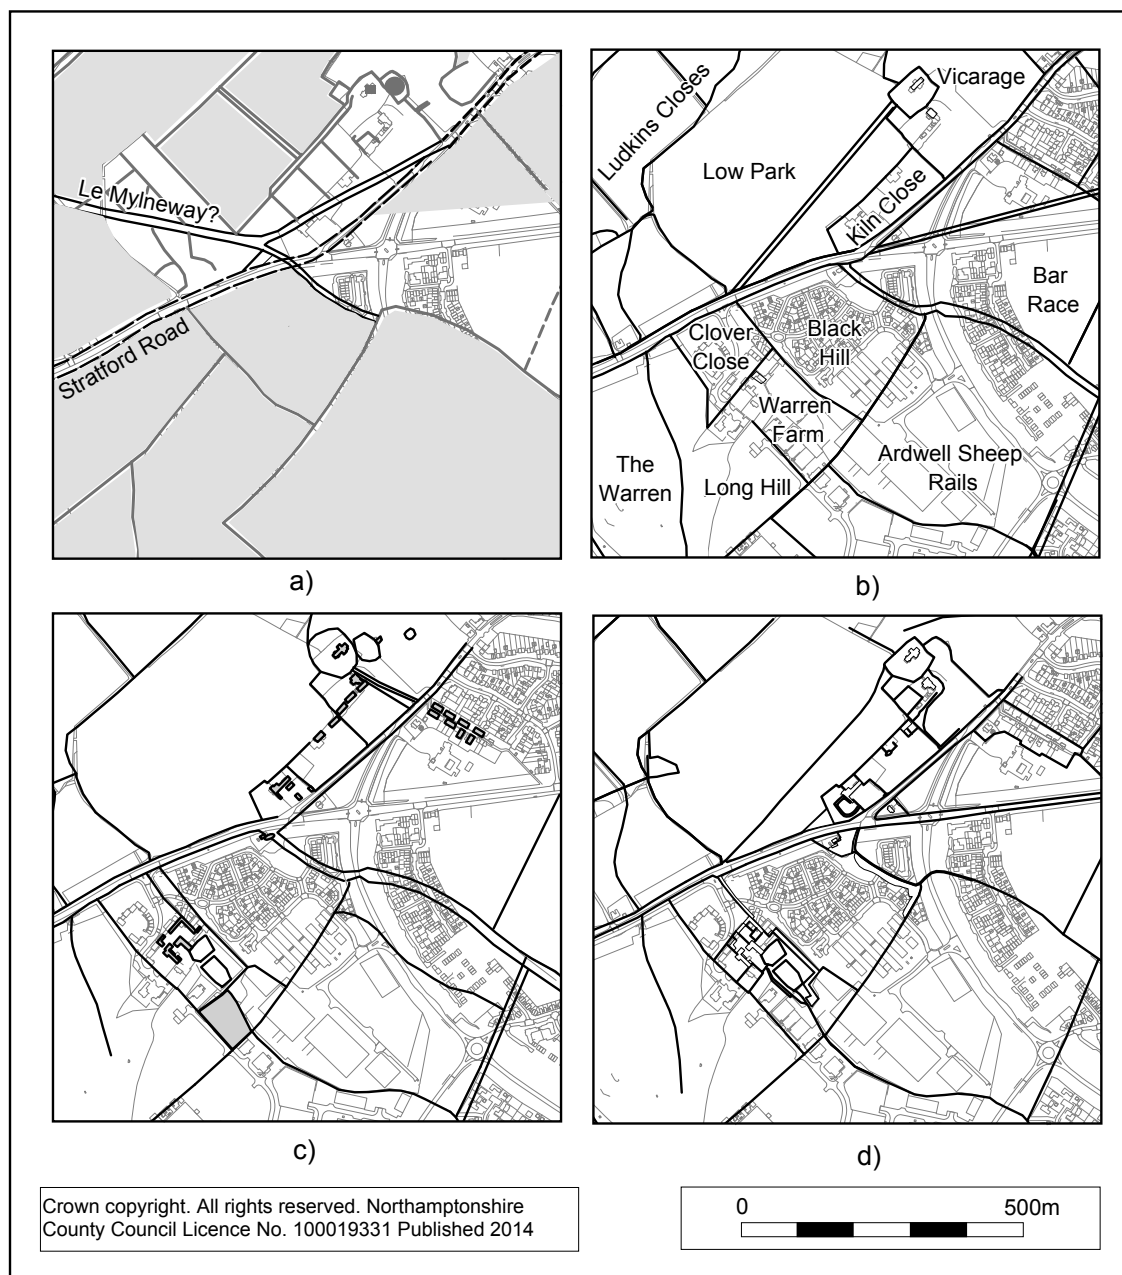 Le Mylneway?
Stratford Road
a)
Ludkins Closes
Vicarage
Low Park
Kiln Close
Bar
Race
Clover
Close
Black
Hill
Warren
Farm
The
Warren
Long Hill
Ardwell Sheep
Rails
b)
c)
d)
Crown copyright. All rights reserved. Northamptonshire
County Council Licence No. 100019331 Published 2014
0 500m